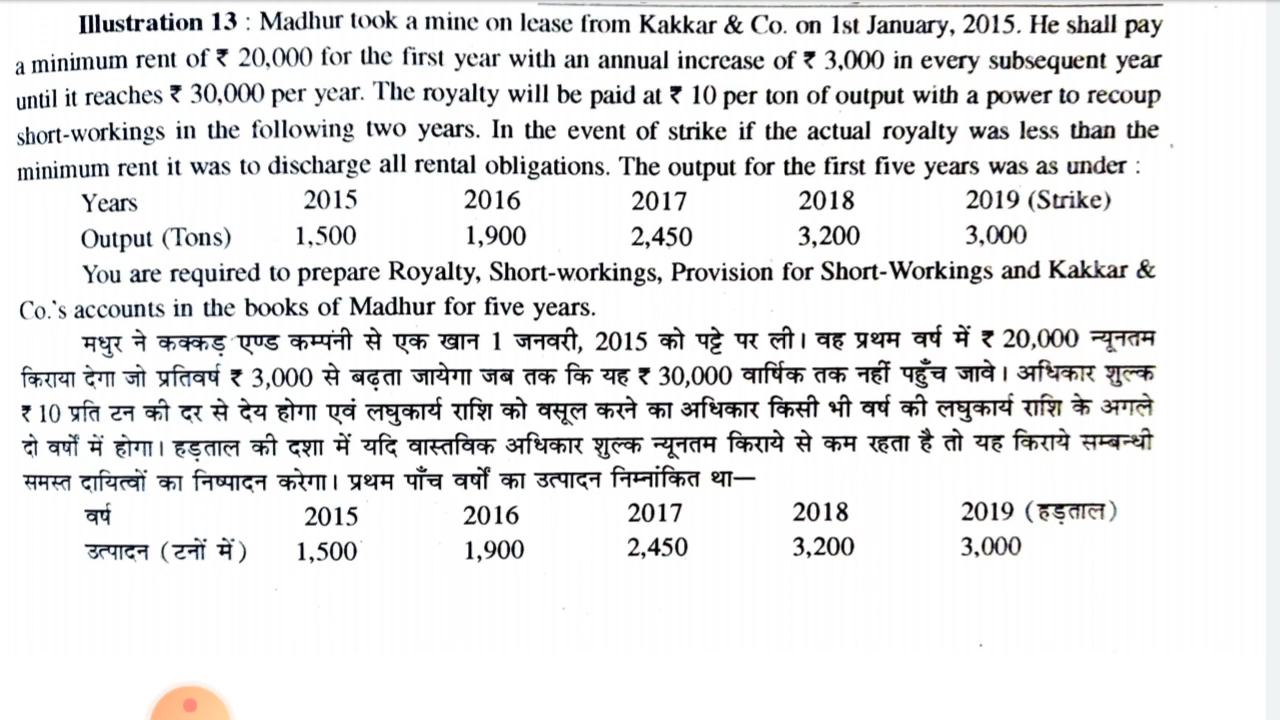 Illustration 13 : Madhur took a mine on lease from Kakkar & Co. on 1st January, 2015. He shall pay
a minimum rent of ₹ 20,000 for the first year with an annual increase of ₹ 3,000 in every subsequent year
until it reaches ₹ 30,000 per year. The royalty will be paid at ₹ 10 per ton of output with a power to recoup
short-workings in the following two years. In the event of strike if the actual royalty was less than the
minimum rent it was to discharge all rental obligations. The output for the first five years was as under :
Years 2015 2016 2017 2018 2019 (Strike)
Output (Tons) 1,500 1,900 2,450 3,200 3,000
You are required to prepare Royalty, Short-workings, Provision for Short-Workings and Kakkar &
Co.'s accounts in the books of Madhur for five years.
मधुर ने कक्कड़ एण्ड कम्पंनी से एक खान 1 जनवरी, 2015 को पट्टे पर ली। वह प्रथम वर्ष में ₹ 20,000 न्यूनतम
किराया देगा जो प्रतिवर्ष ₹ 3,000 से बढ़ता जायेगा जब तक कि यह ₹ 30,000 वार्षिक तक नहीं पहुँच जावे। अधिकार शुल्क
₹ 10 प्रति टन की दर से देय होगा एवं लघुकार्य राशि को वसूल करने का अधिकार किसी भी वर्ष की लघुकार्य राशि के अगले
दो वर्षों में होगा। हड़ताल की दशा में यदि वास्तविक अधिकार शुल्क न्यूनतम किराये से कम रहता है तो यह किराये सम्बन्धी
समस्त दायित्वों का निष्पादन करेगा। प्रथम पाँच वर्षों का उत्पादन निम्नांकित था—
वर्ष 2015 2016 2017 2018 2019 (हड़ताल)
उत्पादन (टनों में) 1,500 1,900 2,450 3,200 3,000